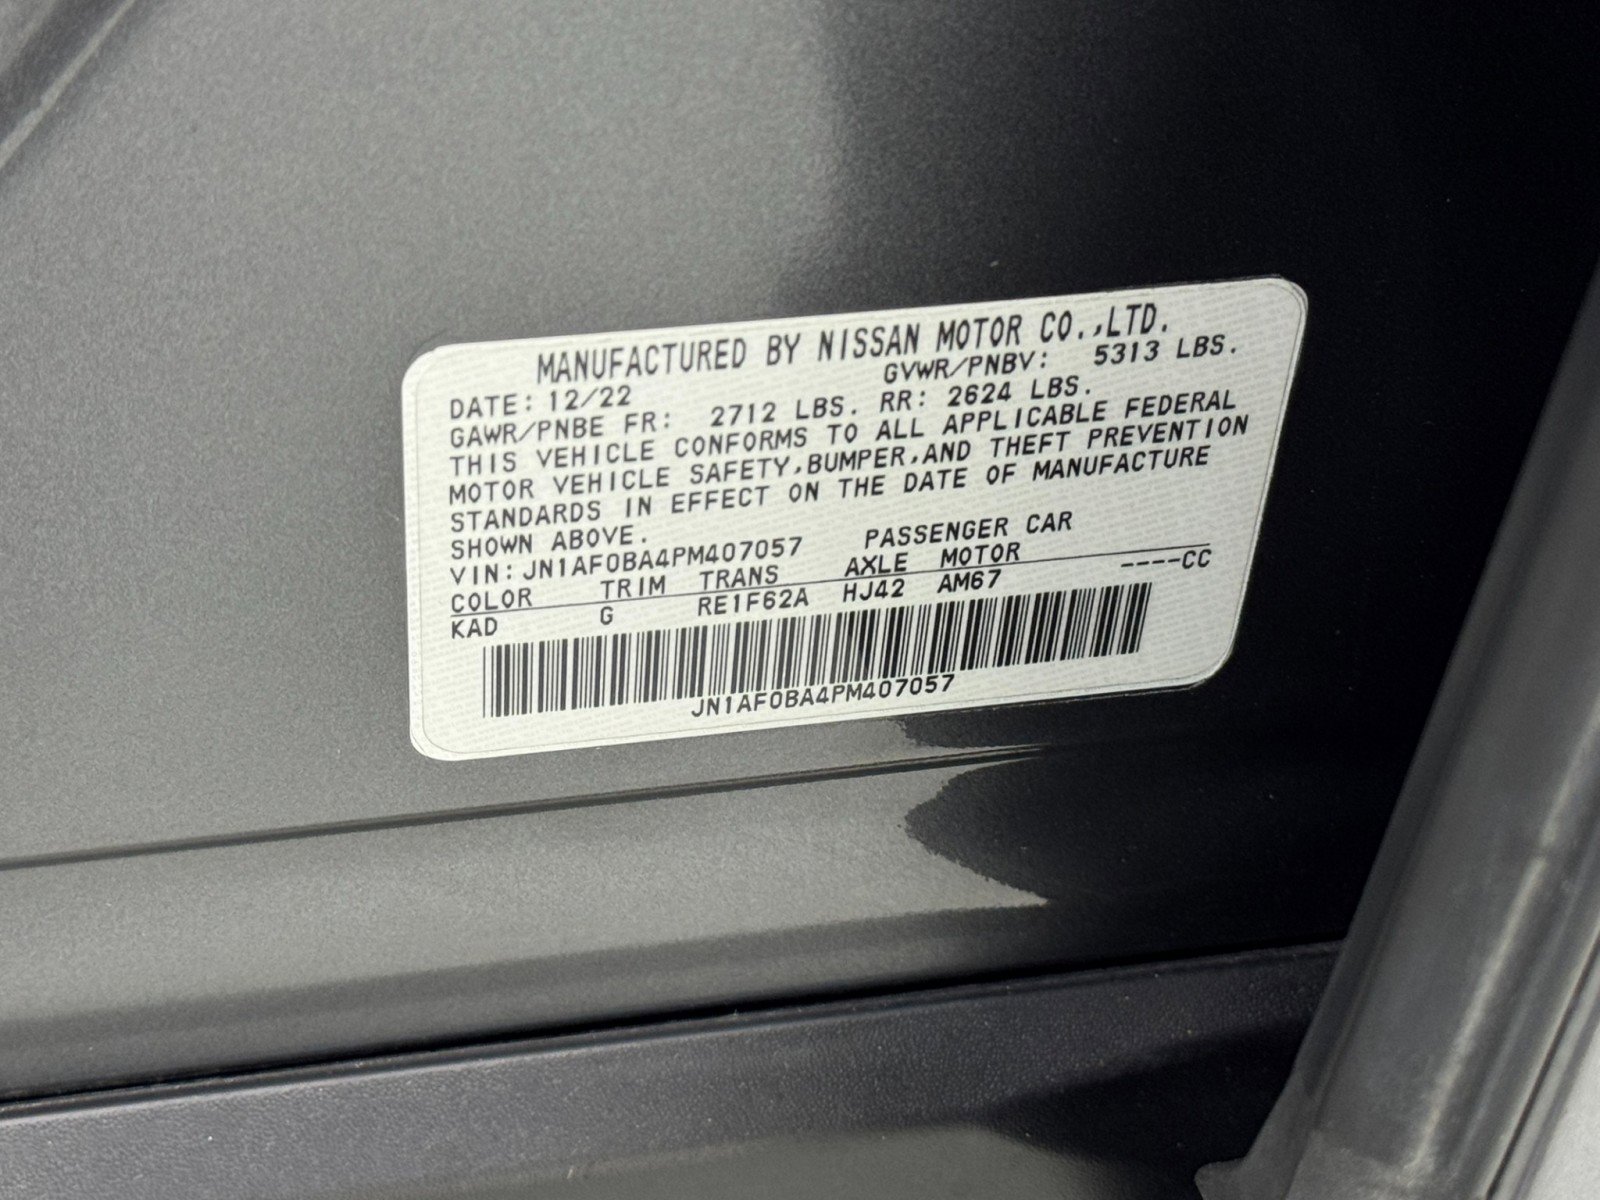 MANUFACTURED BY NISSAN MOTOR CO.,LTD.
DATE: 12/22 GVWR/PNBV: 5313 LBS.
GAWR/PNBE FR: 2712 LBS. RR: 2624 LBS.
THIS VEHICLE CONFORMS TO ALL APPLICABLE FEDERAL
MOTOR VEHICLE SAFETY,BUMPER,AND THEFT PREVENTION
STANDARDS IN EFFECT ON THE DATE OF MANUFACTURE
SHOWN ABOVE.
VIN: JN1AF0BA4PM407057 PASSENGER CAR
COLOR TRIM TRANS AXLE MOTOR
KAD G RE1F62A HJ42 AM67 ----CC
JN1AF0BA4PM407057